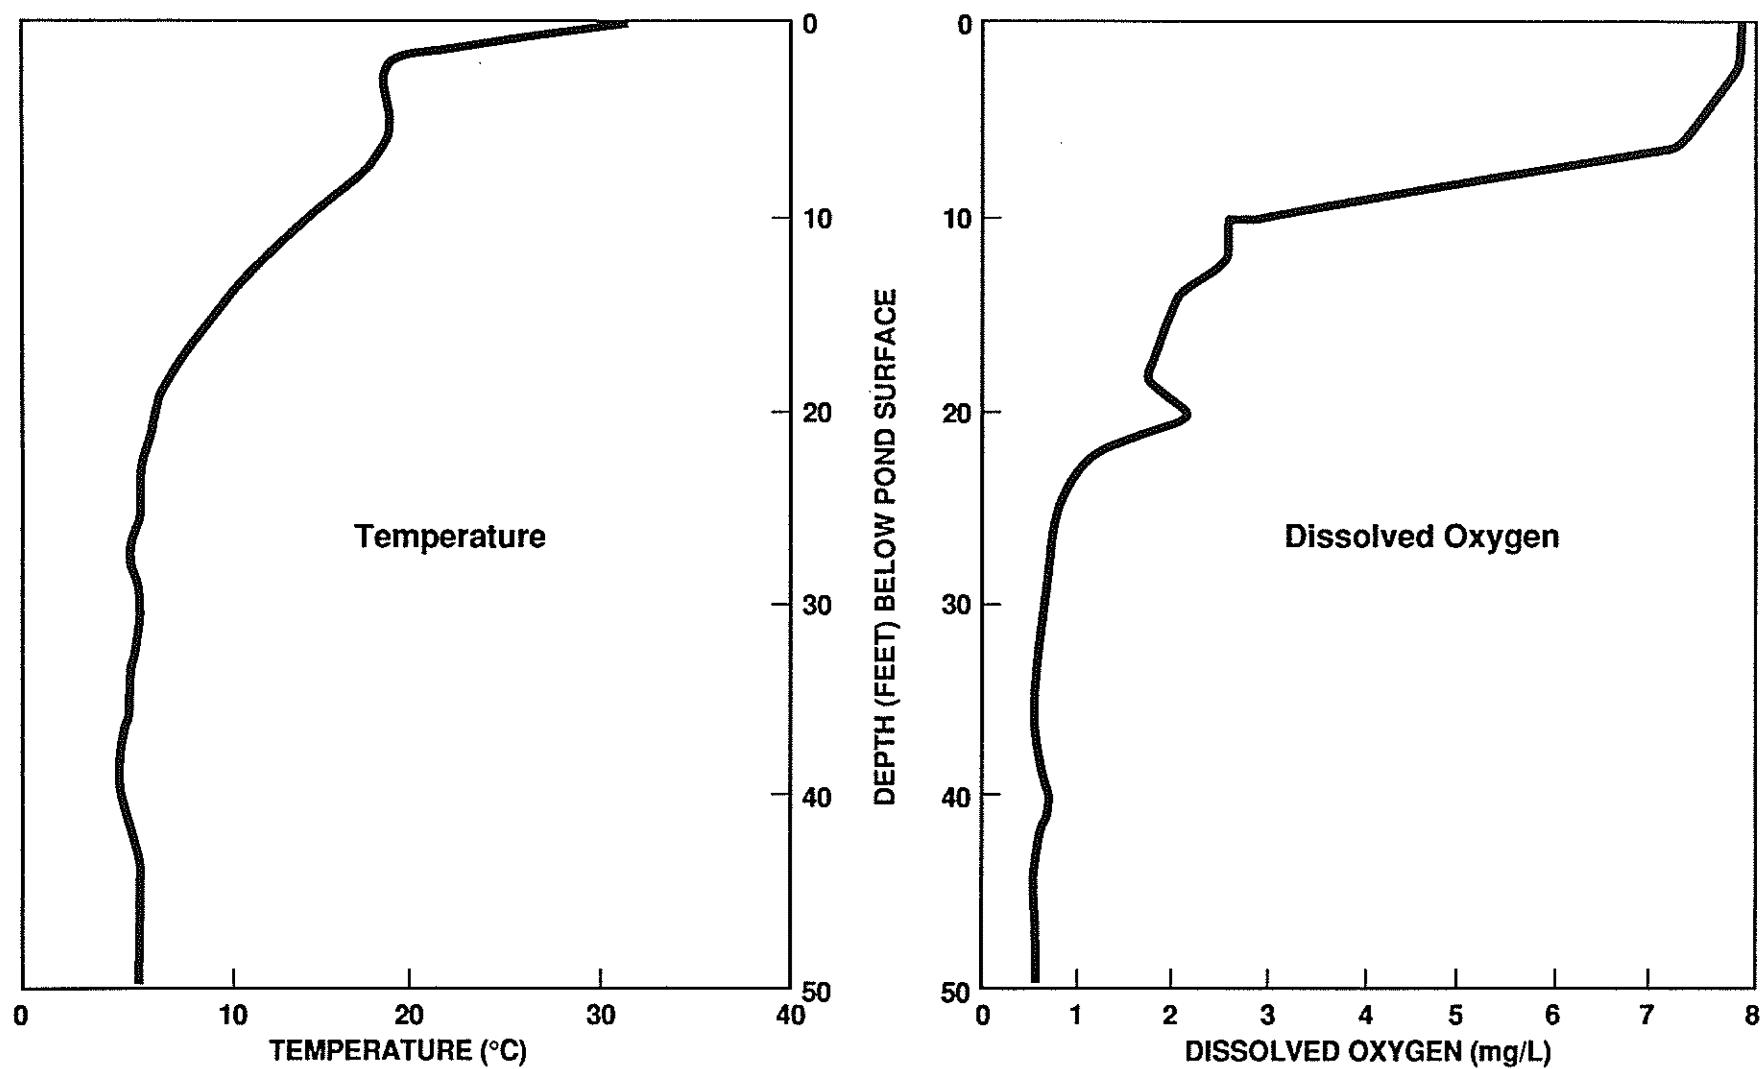 0
10
20
30
40
50
Temperature
0 10 20 30 40
TEMPERATURE (°C)
DEPTH (FEET) BELOW POND SURFACE
0
10
20
30
40
50
Dissolved Oxygen
0 1 2 3 4 5 6 7 8
DISSOLVED OXYGEN (mg/L)